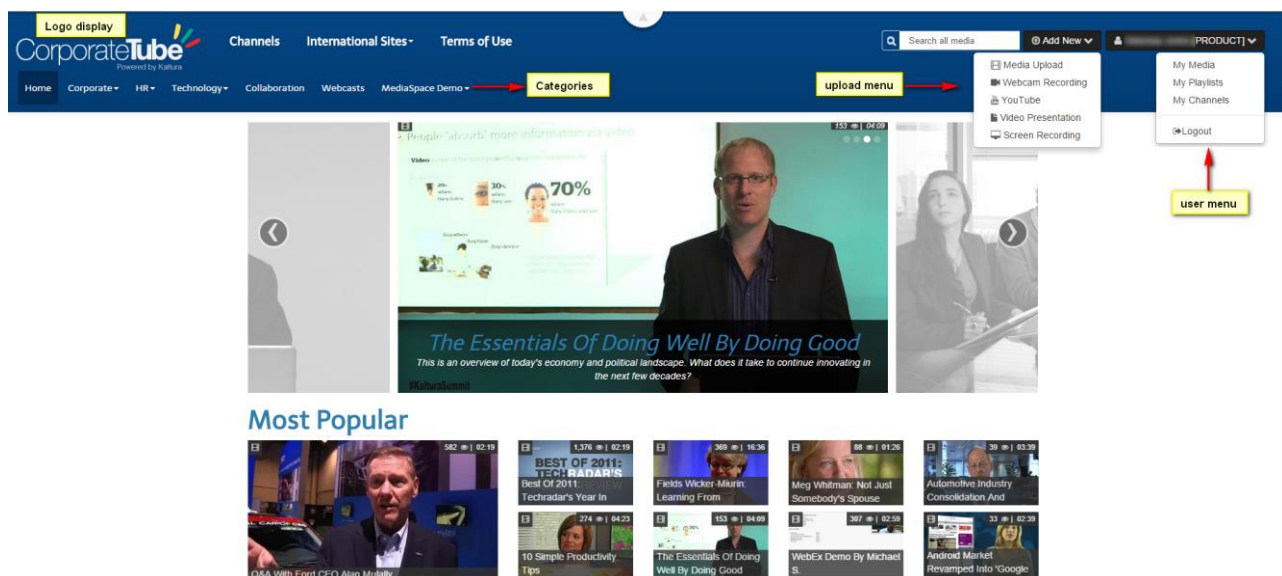 Logo display
CorporateTube
Powered by Kaltura
Channels International Sites Terms of Use
Search all media
Add New
[PRODUCT]
Home Corporate HR Technology Collaboration Webcasts MediaSpace Demo
Categories
upload menu
Media Upload
Webcam Recording
YouTube
Video Presentation
Screen Recording
My Media
My Playlists
My Channels
Logout
user menu
153 | 04:09
People 'absorb' more information via video
Video
20%
30%
70%
The Essentials Of Doing Well By Doing Good
This is an overview of today's economy and political landscape. What does it take to continue innovating in
the next few decades?
#KalturaSummit
Most Popular
582 | 02:19
Q&A With Ford CEO Alan Mulally
1,376 | 02:19
BEST OF 2011:
TECHRADAR'S
Best Of 2011:
Techradar's Year In
369 | 16:36
Fields Wicker-Miurin:
Learning From
88 | 01:26
Meg Whitman: Not Just
Somebody's Spouse
39 | 03:39
Automotive Industry
Consolidation And
274 | 04:23
10 Simple Productivity
Tips
153 | 04:09
The Essentials Of Doing
Well By Doing Good
307 | 02:59
WebEx Demo By Michael
S.
33 | 02:39
Android Market
Revamped Into 'Google